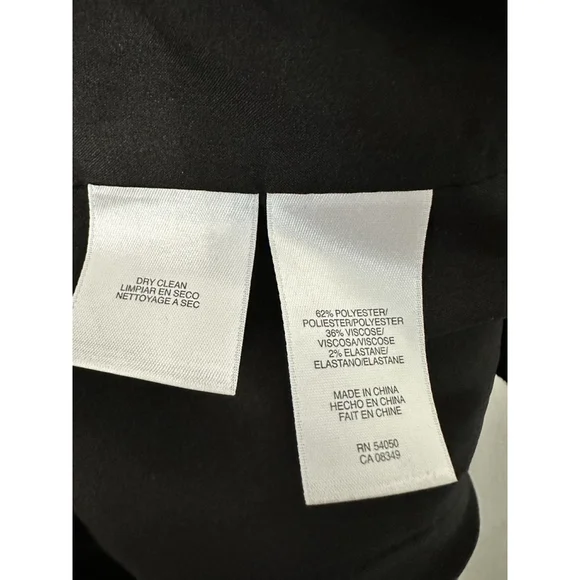 DRY CLEAN
LIMPIAR EN SECO
NETTOYAGE A SEC
62% POLYESTER/
POLIESTER/POLYESTER
36% VISCOSE/
VISCOSA/VISCOSE
2% ELASTANE/
ELASTANO/ELASTANE
MADE IN CHINA
HECHO EN CHINA
FAIT EN CHINE
RN 54050
CA 08349